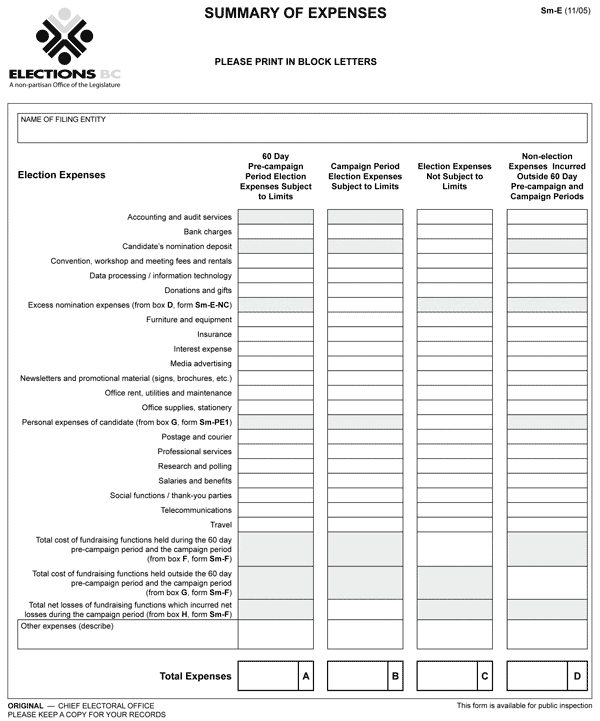 SUMMARY OF EXPENSES
Sm-E (11/05)
PLEASE PRINT IN BLOCK LETTERS
ELECTIONS BC
A non-partisan Office of the Legislature
NAME OF FILING ENTITY
Election Expenses
60 Day
Pre-campaign
Period Election
Expenses Subject
to Limits
Campaign Period
Election Expenses
Subject to Limits
Election Expenses
Not Subject to
Limits
Non-election
Expenses Incurred
Outside 60 Day
Pre-campaign and
Campaign Periods
Accounting and audit services
Bank charges
Candidate's nomination deposit
Convention, workshop and meeting fees and rentals
Data processing / information technology
Donations and gifts
Excess nomination expenses (from box D, form Sm-E-NC)
Furniture and equipment
Insurance
Interest expense
Media advertising
Newsletters and promotional material (signs, brochures, etc.)
Office rent, utilities and maintenance
Office supplies, stationery
Personal expenses of candidate (from box G, form Sm-PE1)
Postage and courier
Professional services
Research and polling
Salaries and benefits
Social functions / thank-you parties
Telecommunications
Travel
Total cost of fundraising functions held during the 60 day
pre-campaign period and the campaign period
(from box F, form Sm-F)
Total cost of fundraising functions held outside the 60 day
pre-campaign period and the campaign period
(from box G, form Sm-F)
Total net losses of fundraising functions which incurred net
losses during the campaign period (from box H, form Sm-F)
Other expenses (describe)
Total Expenses A B C D
ORIGINAL — CHIEF ELECTORAL OFFICE
PLEASE KEEP A COPY FOR YOUR RECORDS
This form is available for public inspection